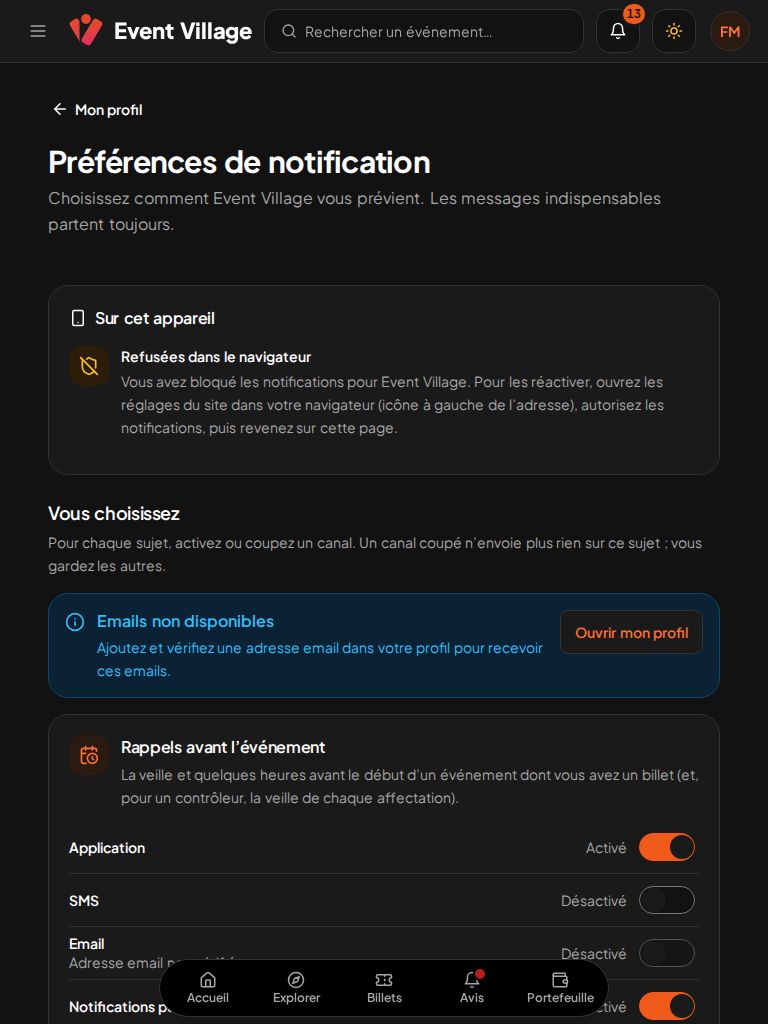 Event Village
Rechercher un événement...
13
FM
Mon profil
Préférences de notification
Choisissez comment Event Village vous prévient. Les messages indispensables
partent toujours.
Sur cet appareil
Refusées dans le navigateur
Vous avez bloqué les notifications pour Event Village. Pour les réactiver, ouvrez les
réglages du site dans votre navigateur (icône à gauche de l’adresse), autorisez les
notifications, puis revenez sur cette page.
Vous choisissez
Pour chaque sujet, activez ou coupez un canal. Un canal coupé n’envoie plus rien sur ce sujet ; vous
gardez les autres.
Emails non disponibles
Ajoutez et vérifiez une adresse email dans votre profil pour recevoir
ces emails.
Ouvrir mon profil
Rappels avant l’événement
La veille et quelques heures avant le début d’un événement dont vous avez un billet (et,
pour un contrôleur, la veille de chaque affectation).
Application
Activé
SMS
Désactivé
Email
Désactivé
Adresse email
Notifications
Accueil
Explorer
Billets
Avis
Portefeuille